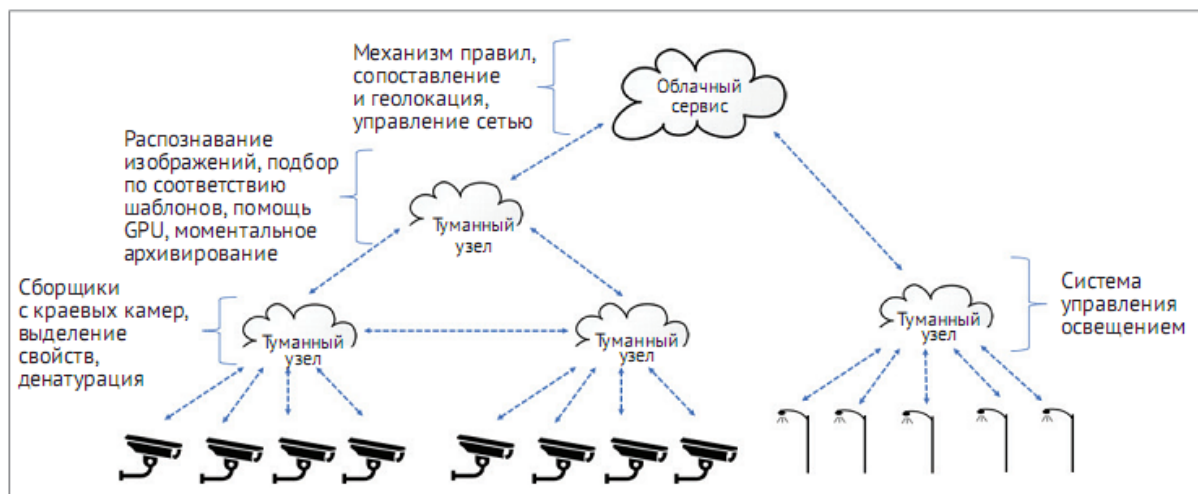 Механизм правил,
сопоставление
и геолокация,
управление сетью
Облачный
сервис
Распознавание
изображений, подбор
по соответствию
шаблонов, помощь
GPU, моментальное
архивирование
Туманный
узел
Сборщики
с краевых камер,
выделение
свойств,
денатурация
Туманный
узел
Туманный
узел
Туманный
узел
Система
управления
освещением